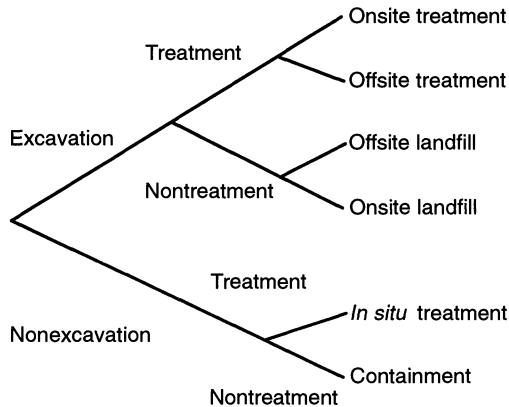 Onsite treatment
Treatment
Offsite treatment
Excavation
Offsite landfill
Nontreatment
Onsite landfill
Treatment
In situ treatment
Nonexcavation
Containment
Nontreatment